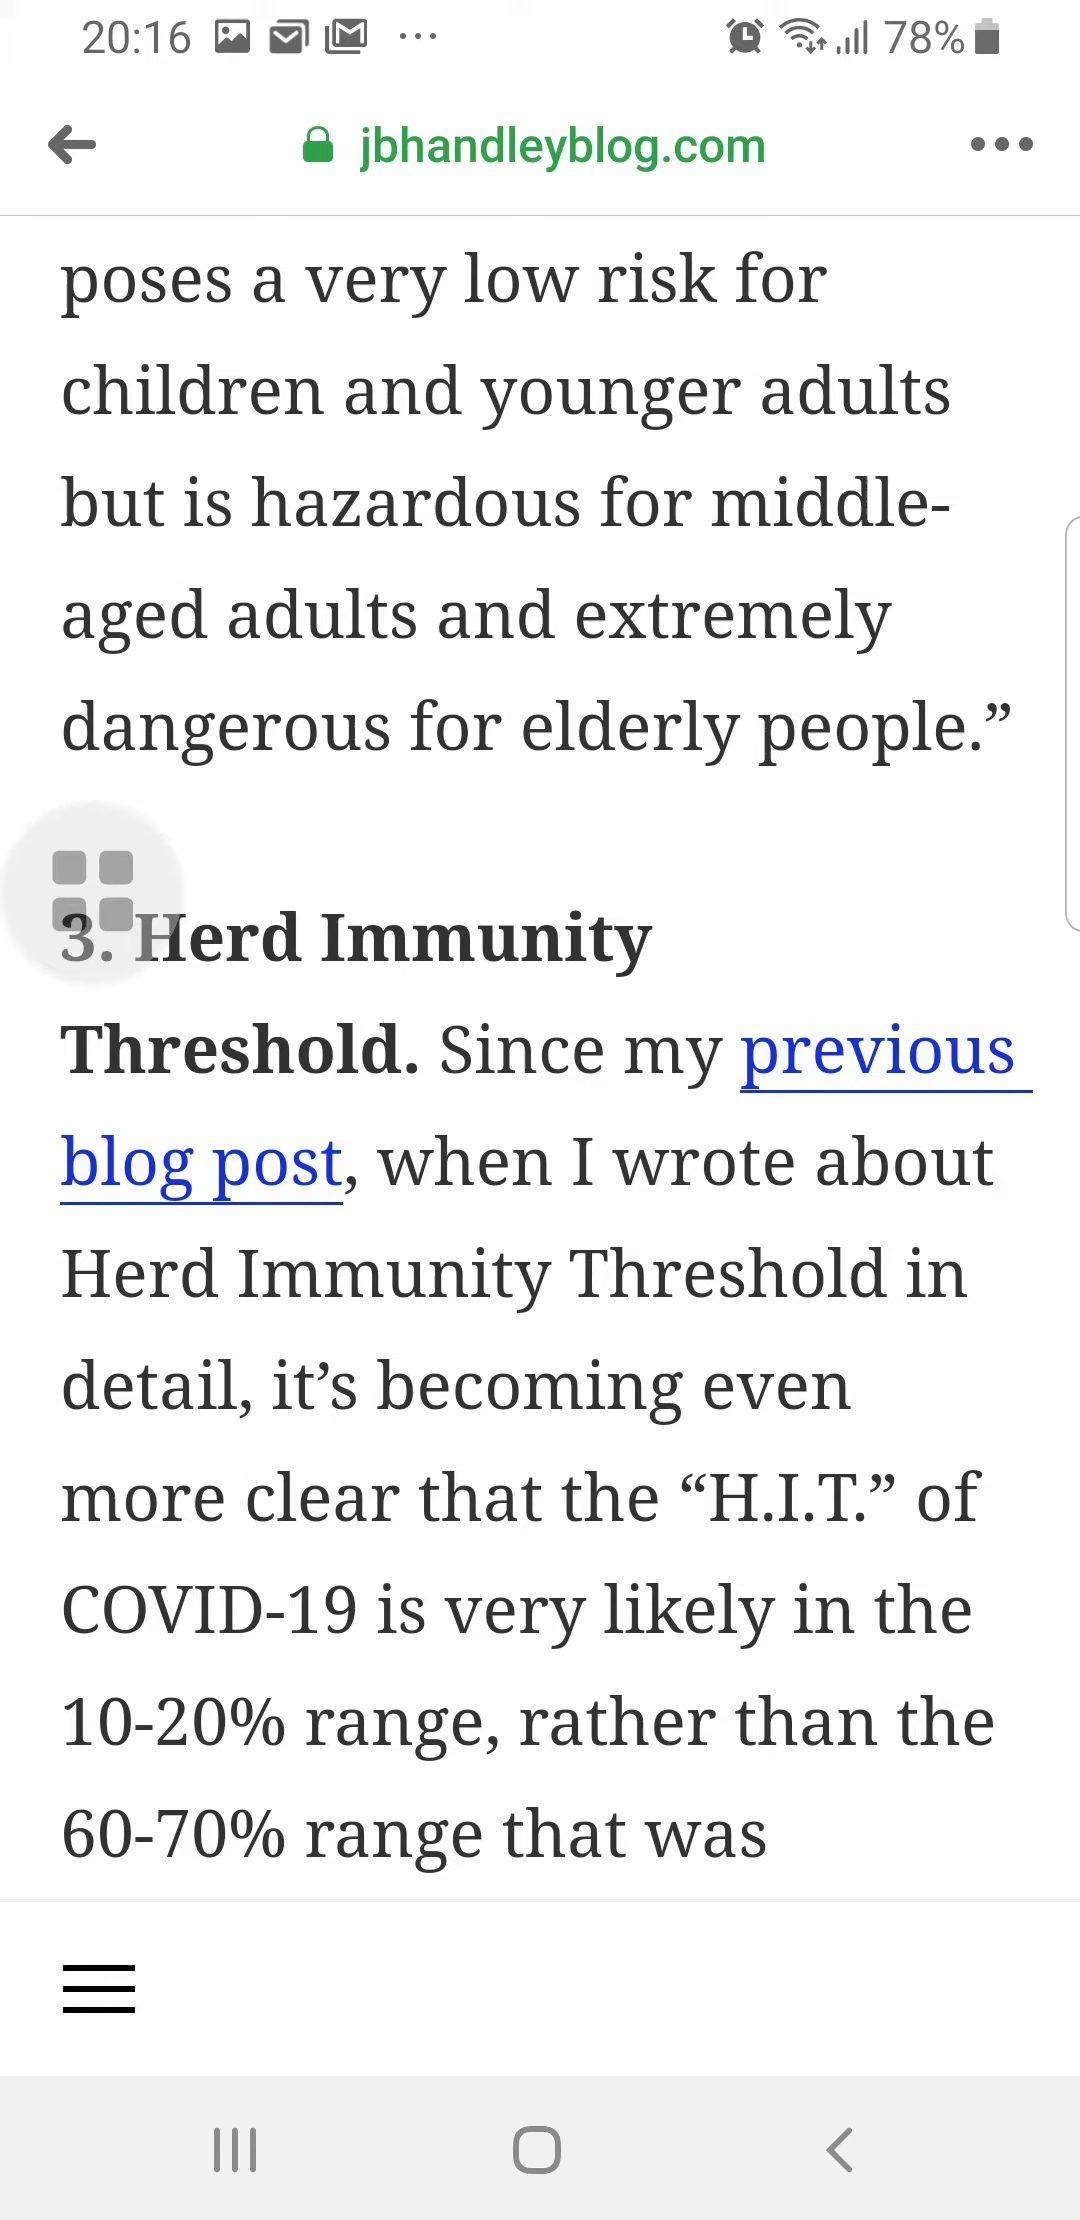 20:16 78%
jbhandleyblog.com
poses a very low risk for
children and younger adults
but is hazardous for middle-
aged adults and extremely
dangerous for elderly people.”
3. Herd Immunity
Threshold. Since my previous
blog post, when I wrote about
Herd Immunity Threshold in
detail, it’s becoming even
more clear that the “H.I.T.” of
COVID-19 is very likely in the
10-20% range, rather than the
60-70% range that was